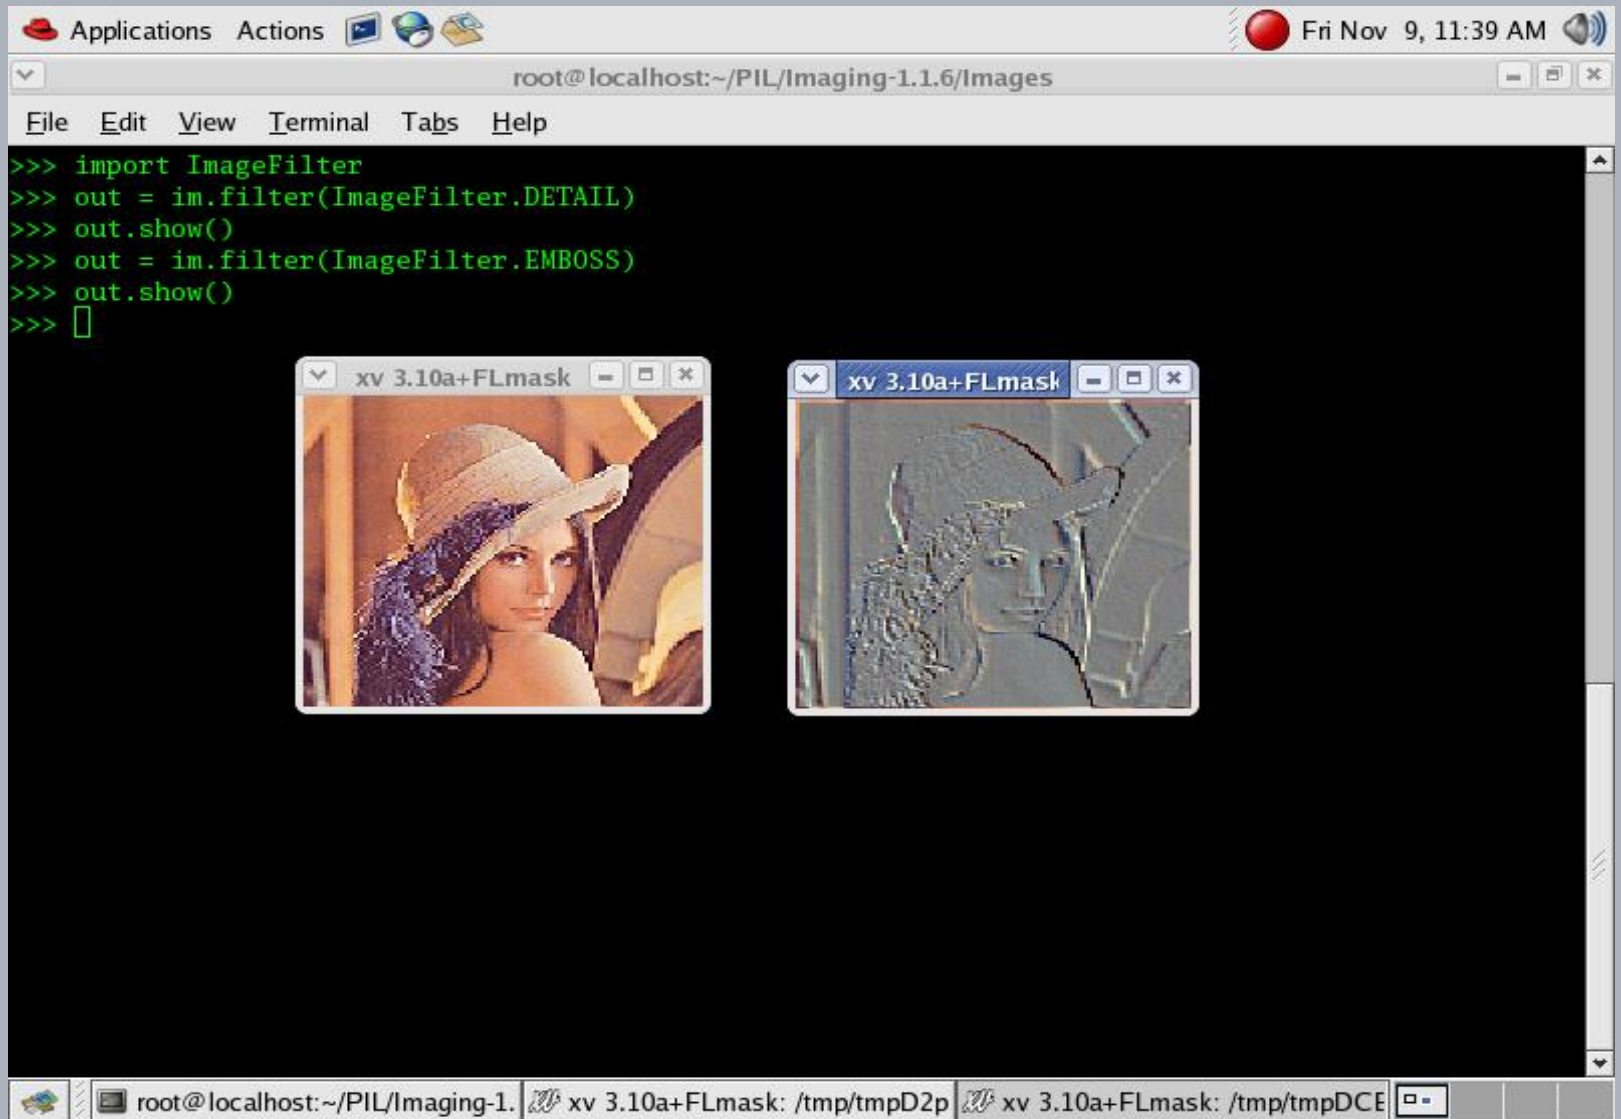 Applications Actions Fri Nov 9, 11:39 AM
root@localhost:~/PIL/Imaging-1.1.6/Images
File Edit View Terminal Tabs Help
>>> import ImageFilter
>>> out = im.filter(ImageFilter.DETAIL)
>>> out.show()
>>> out = im.filter(ImageFilter.EMBOSS)
>>> out.show()
>>>
xv 3.10a+FLmask
xv 3.10a+FLmask
root@localhost:~/PIL/Imaging-1. xv 3.10a+FLmask: /tmp/tmpD2p xv 3.10a+FLmask: /tmp/tmpDCE